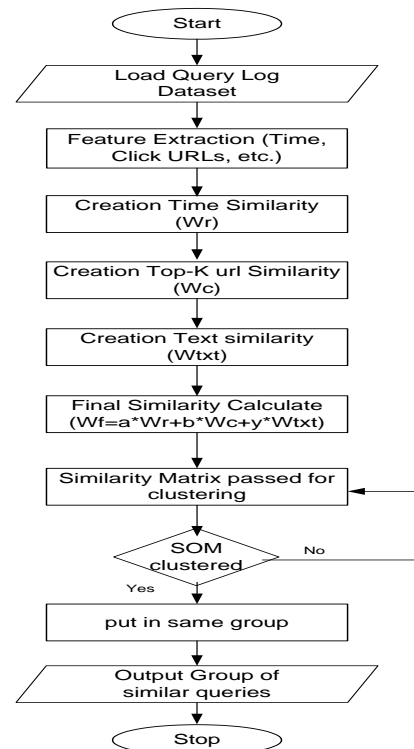 Start
Load Query Log
Dataset
Feature Extraction (Time,
Click URLs, etc.)
Creation Time Similarity
(Wr)
Creation Top-K url Similarity
(Wc)
Creation Text similarity
(Wtxt)
Final Similarity Calculate
(Wf=a*Wr+b*Wc+y*Wtxt)
Similarity Matrix passed for
clustering
SOM
clustered
No
Yes
put in same group
Output Group of
similar queries
Stop